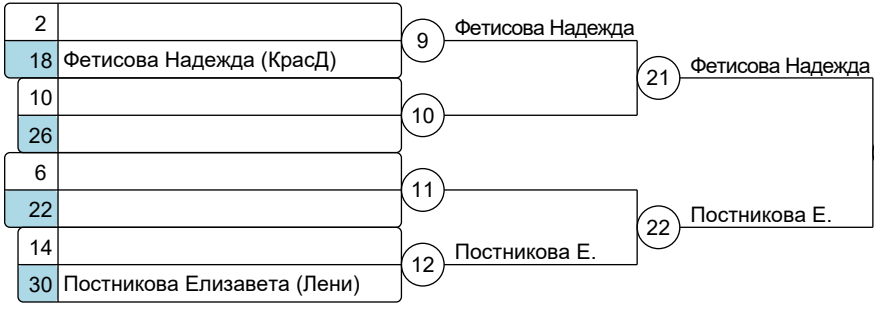 2
9
Фетисова Надежда
18 Фетисова Надежда (КрасД)
21
Фетисова Надежда
10
10
26
6
11
22
22
Постникова Е.
14
12
Постникова Е.
30 Постникова Елизавета (Лени)